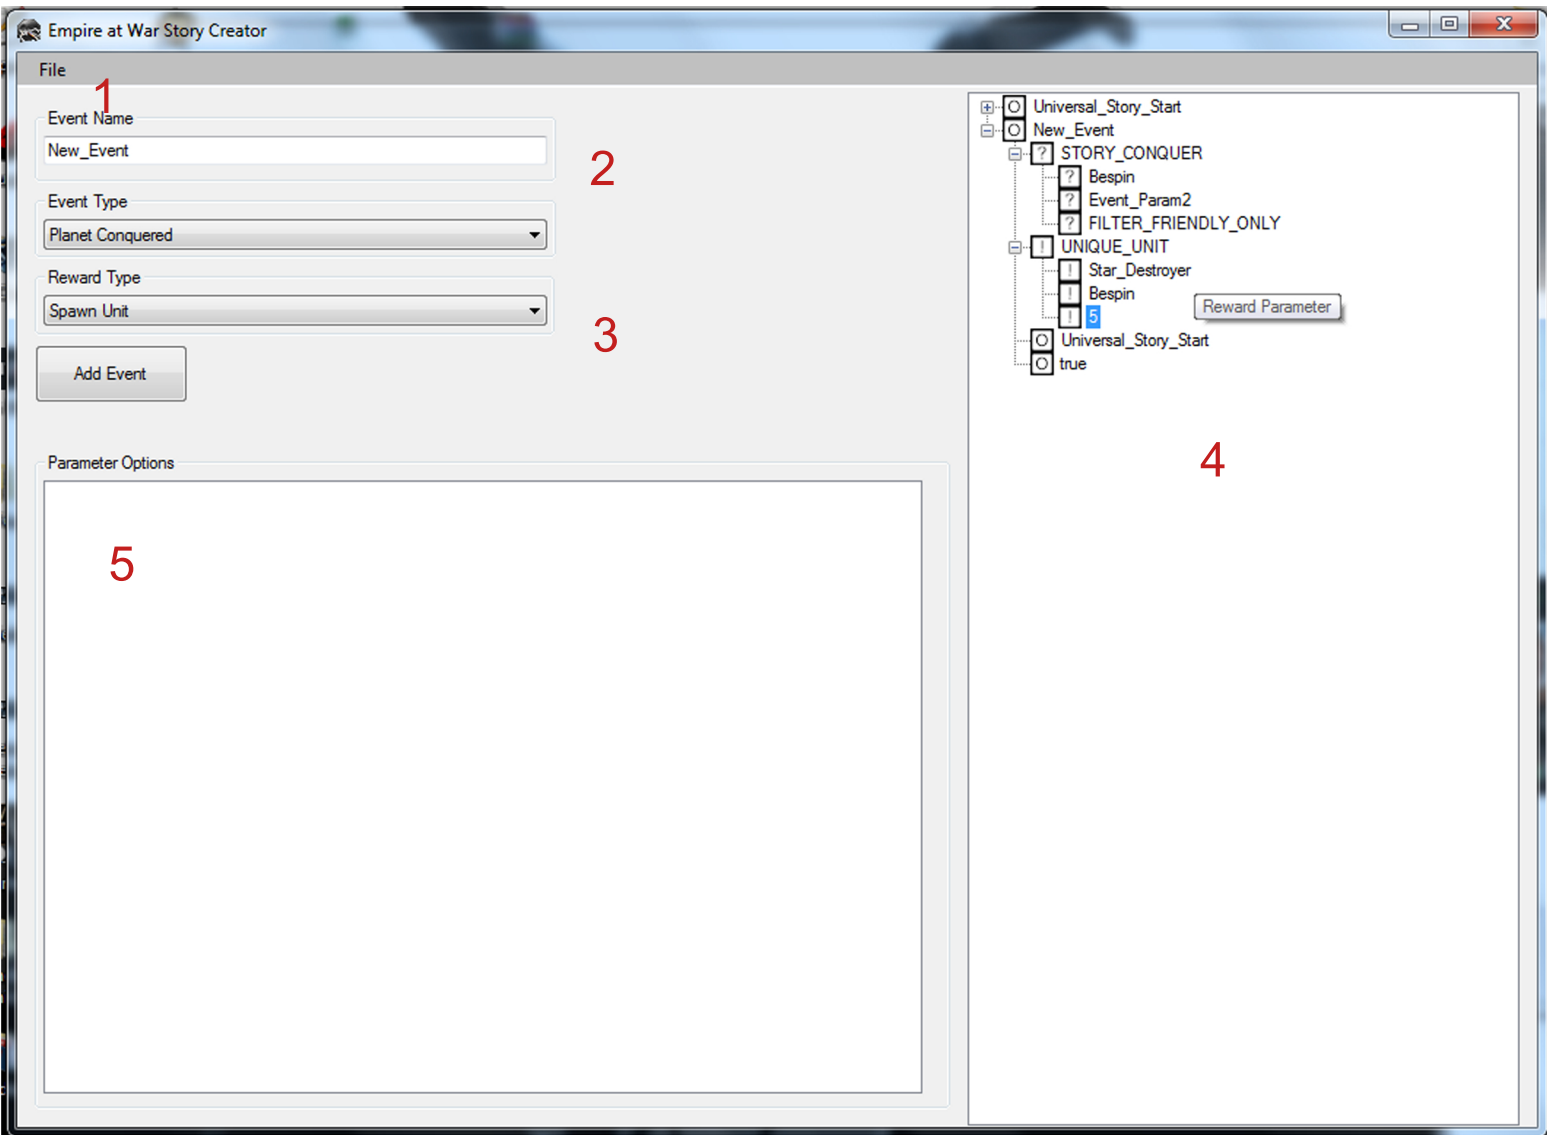 Empire at War Story Creator
File
1
Event Name
New_Event
2
Event Type
Planet Conquered
Reward Type
Spawn Unit
3
Add Event
Parameter Options
5
Universal_Story_Start
New_Event
? STORY_CONQUER
? Bespin
? Event_Param2
? FILTER_FRIENDLY_ONLY
! UNIQUE_UNIT
! Star_Destroyer
! Bespin
Reward Parameter
! 5
Universal_Story_Start
true
4